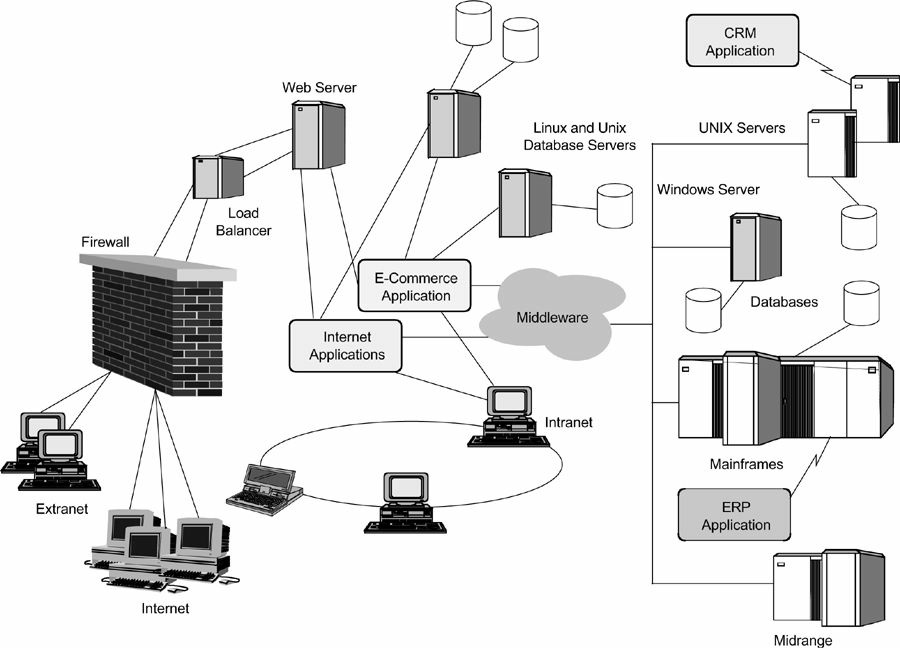 CRM
Application
Web Server
Linux and Unix
Database Servers
UNIX Servers
Windows Server
Load
Balancer
Firewall
E-Commerce
Application
Databases
Middleware
Internet
Applications
Intranet
Mainframes
Extranet
ERP
Application
Internet
Midrange